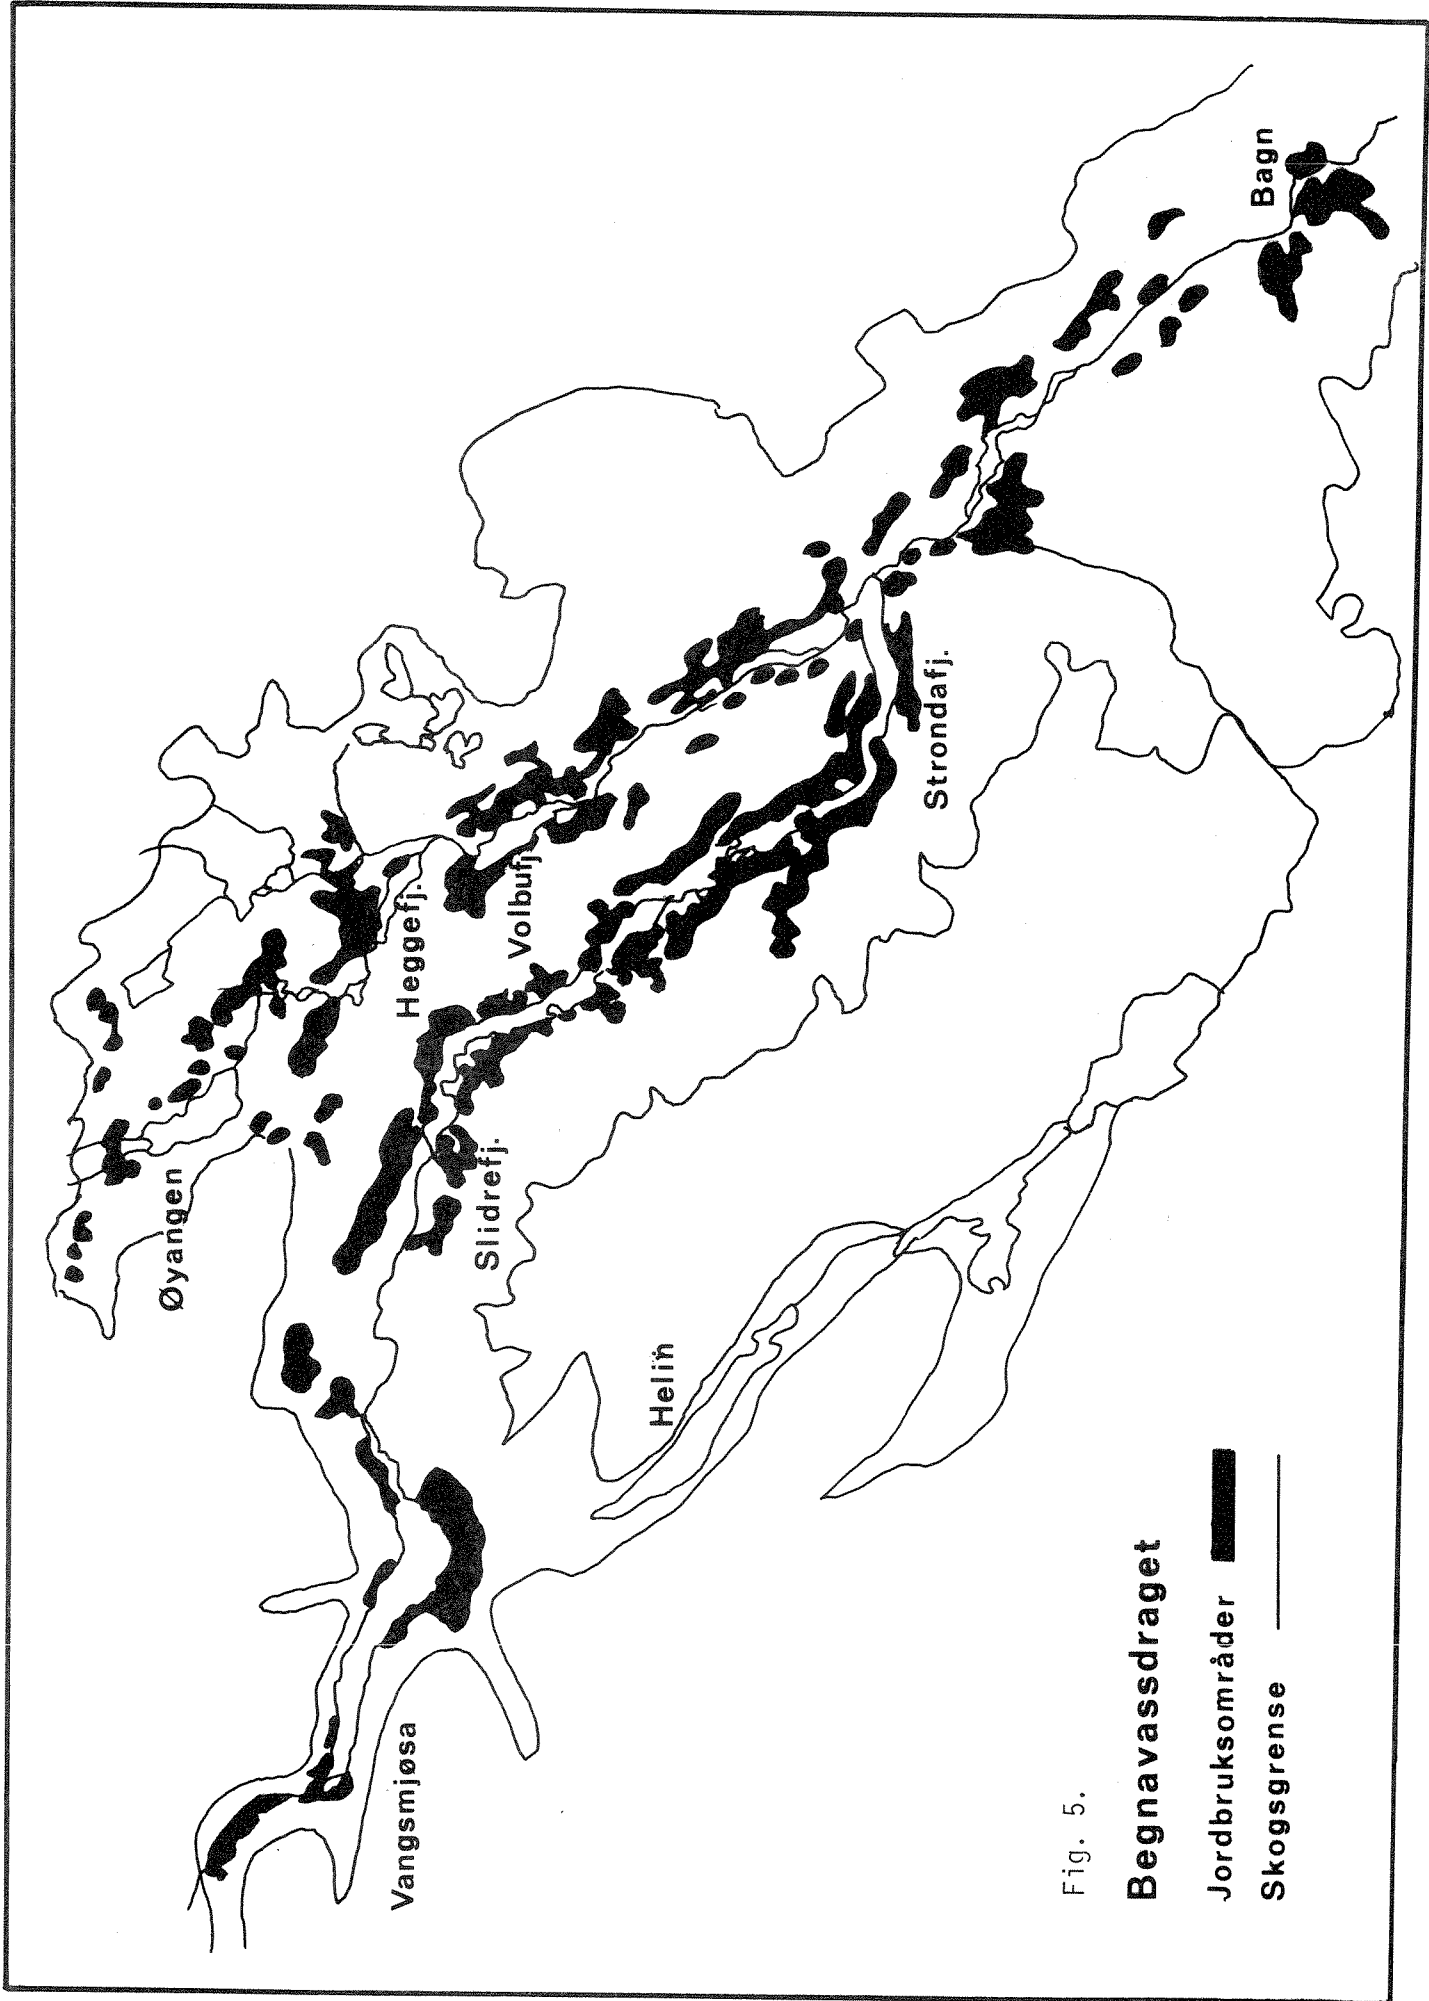 Øyangen
Vangsmjøsa
Heggefj.
Slidrefj.
Volbufj.
Helin
Strondafj.
Bagn
Fig. 5.
Begnavassdraget
Jordbruksområder
Skogsgrense